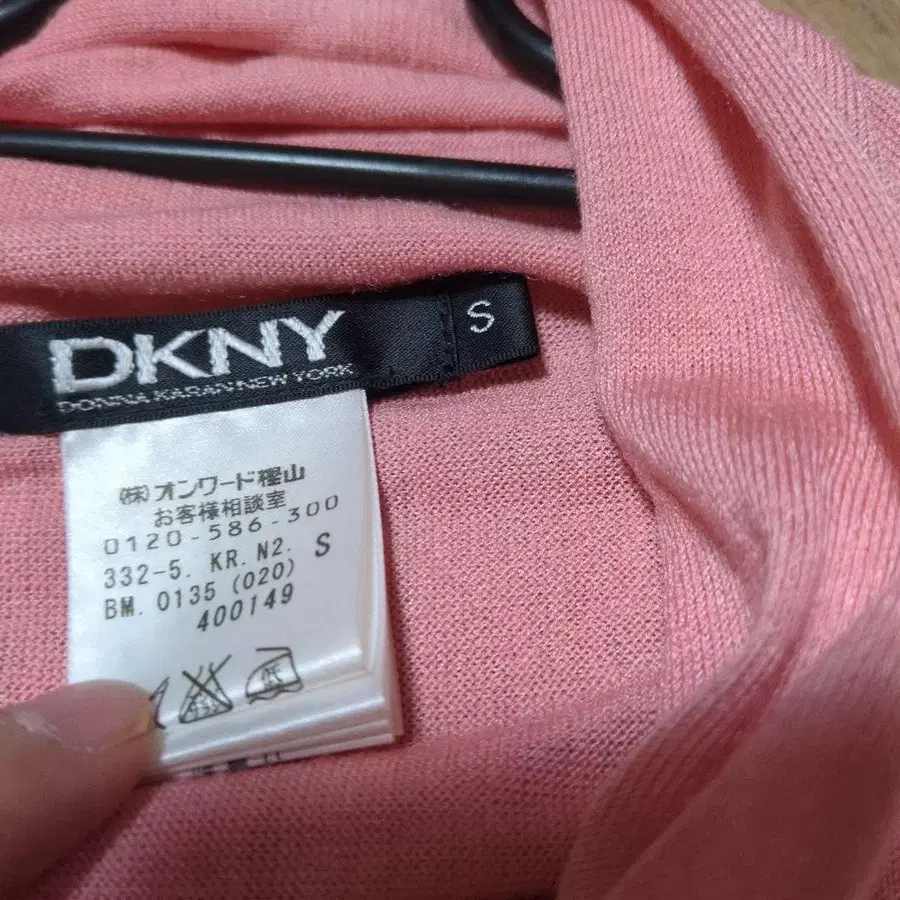 DKNY
DONNA KARAN NEW YORK
S
㈱オンワード樫山
お客様相談室
0120-586-300
332-5. KR. N2. S
BM. 0135 (020)
400149